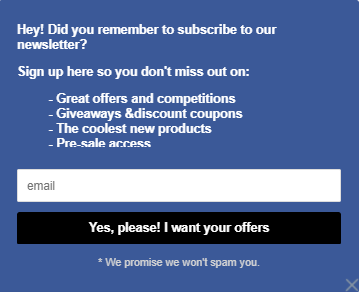 Hey! Did you remember to subscribe to our
newsletter?
Sign up here so you don't miss out on:
- Great offers and competitions
- Giveaways &discount coupons
- The coolest new products
- Pre-sale access
email
Yes, please! I want your offers
* We promise we won't spam you.